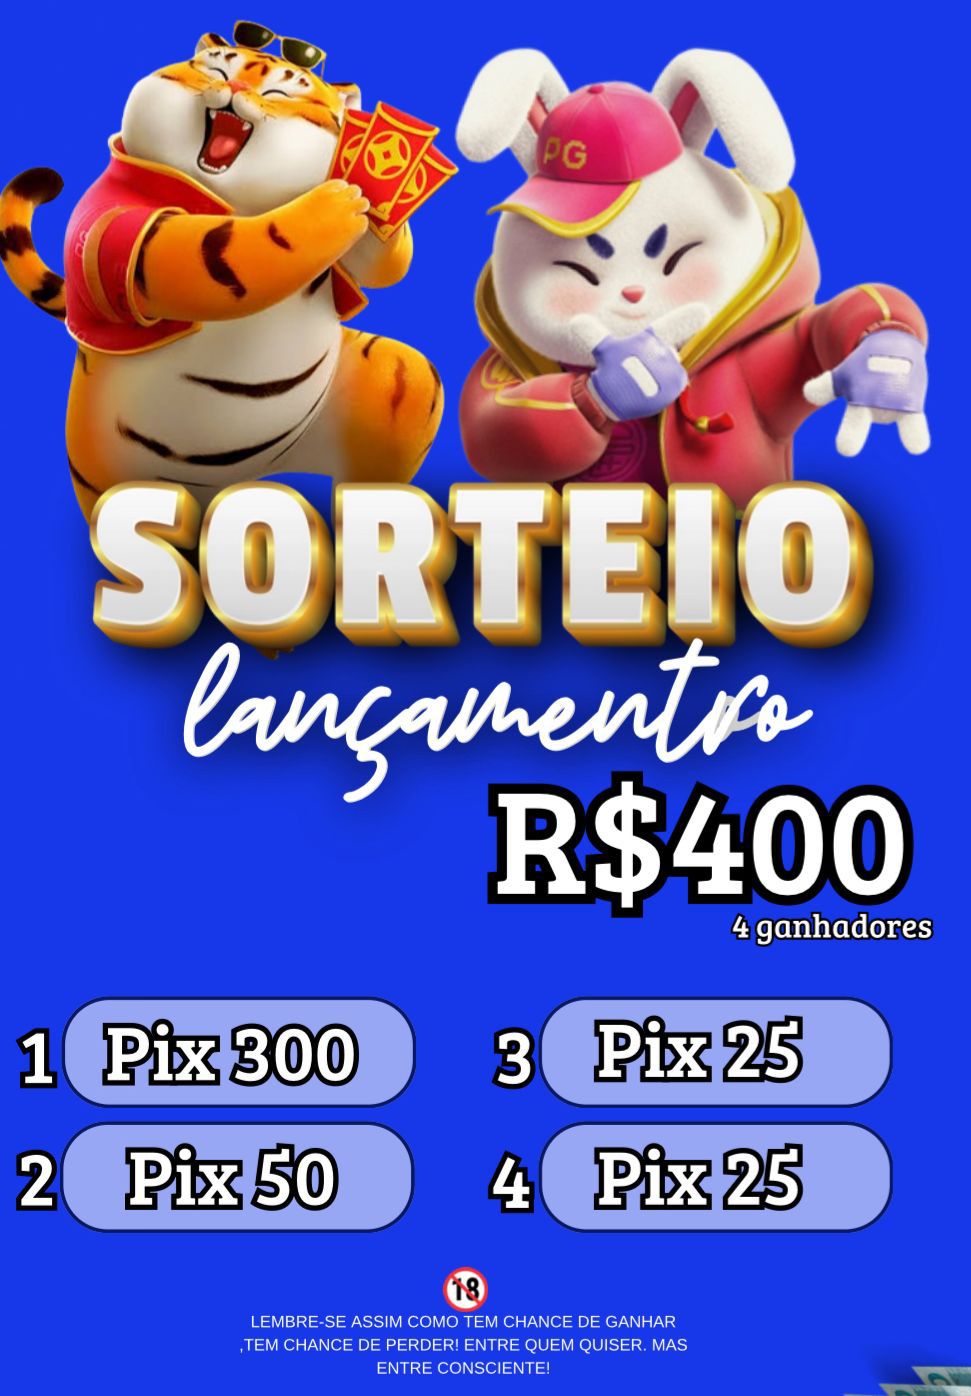 PG
SORTEIO
lançamento
R$400
4 ganhadores
1 Pix 300
2 Pix 50
3 Pix 25
4 Pix 25
18
LEMBRE-SE ASSIM COMO TEM CHANCE DE GANHAR
,TEM CHANCE DE PERDER! ENTRE QUEM QUISER. MAS
ENTRE CONSCIENTE!